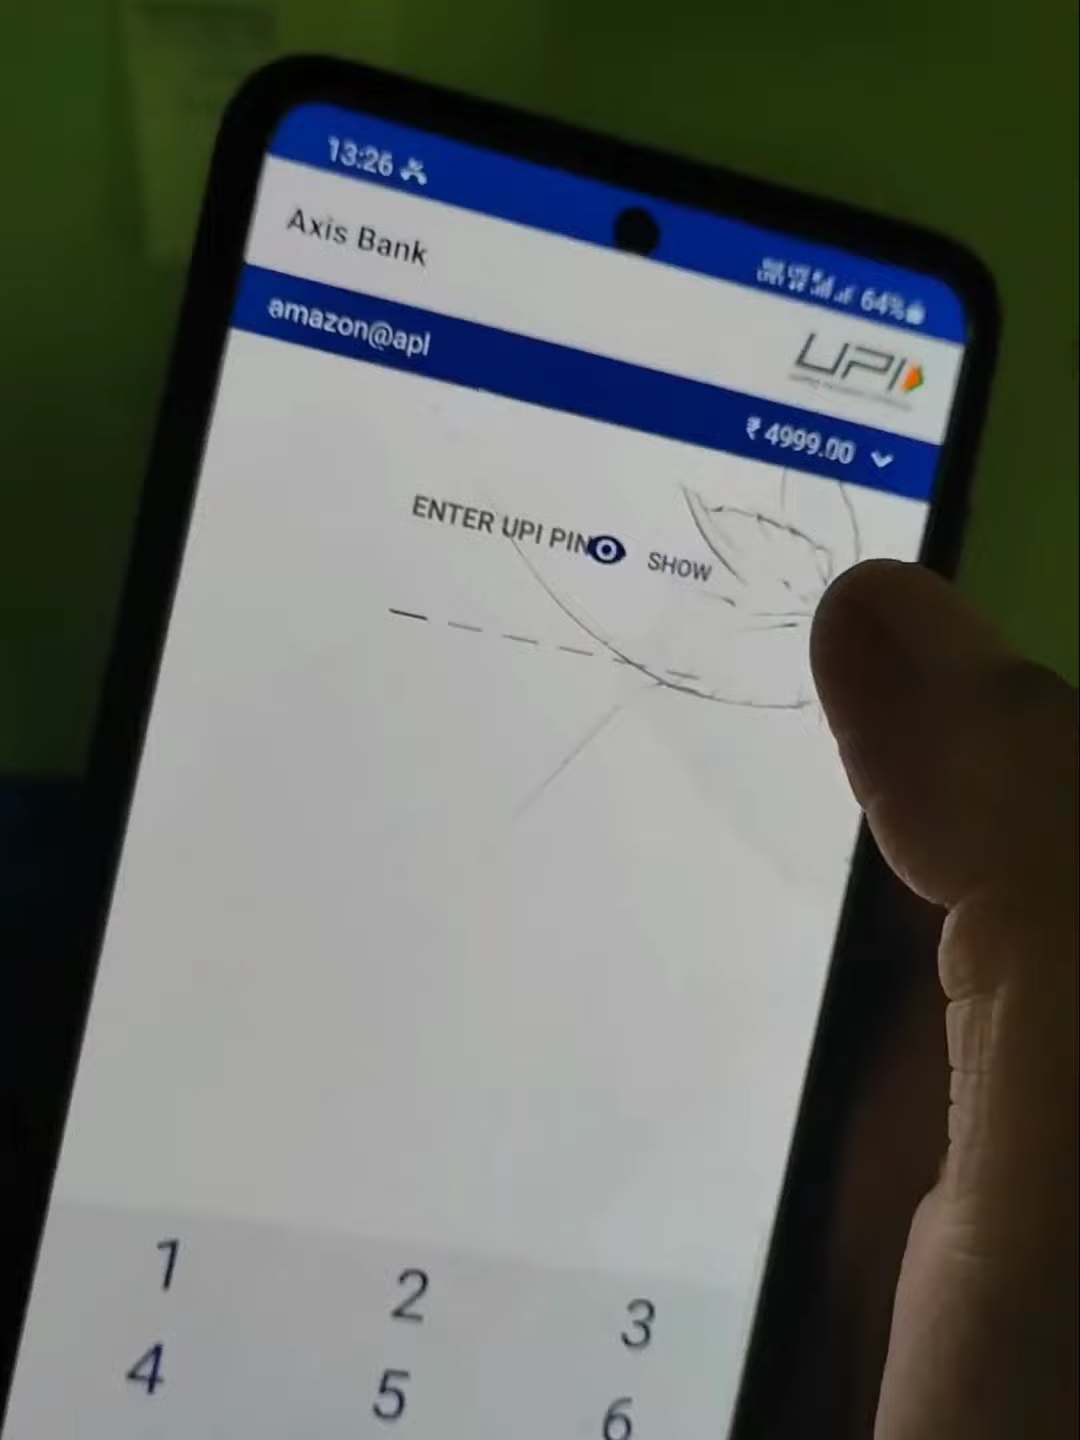 13:26
64%
Axis Bank
UPI
amazon@apl
₹ 4999.00
ENTER UPI PIN SHOW
1 2 3
4 5 6